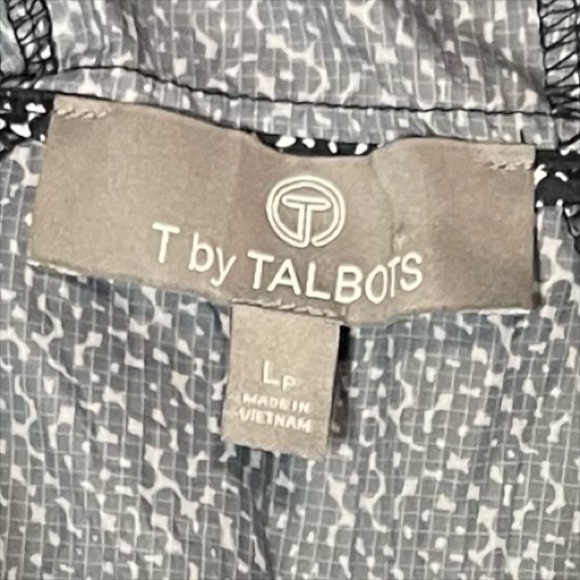 T
T by TALBOTS
LP
MADE IN
VIETNAM